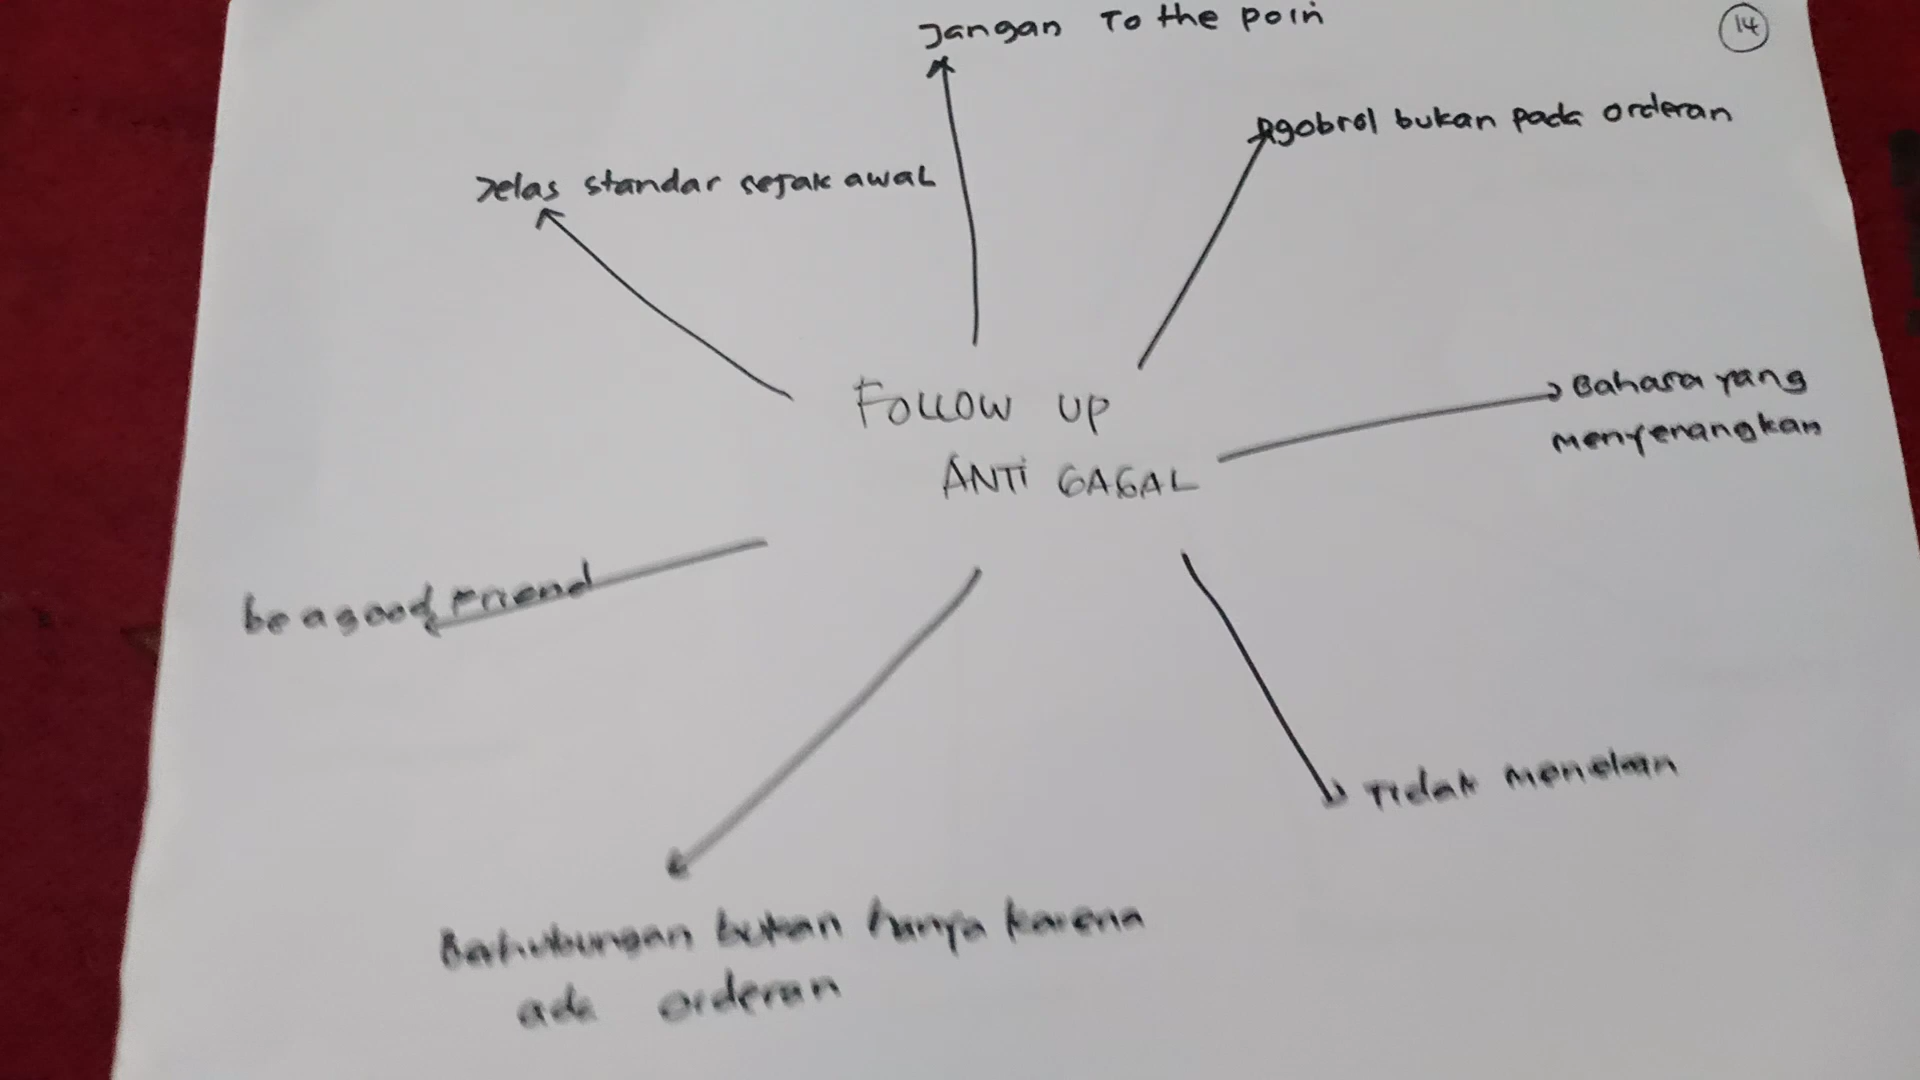 Jangan To the poin
14
Ngobrol bukan pada orderan
Jelas standar sejak awal
Bahasa yang
menyenangkan
FOLLOW UP
ANTI GAGAL
be a good friend
Tidak menekan
Bahubungan bukan hanya karena
ada orderan